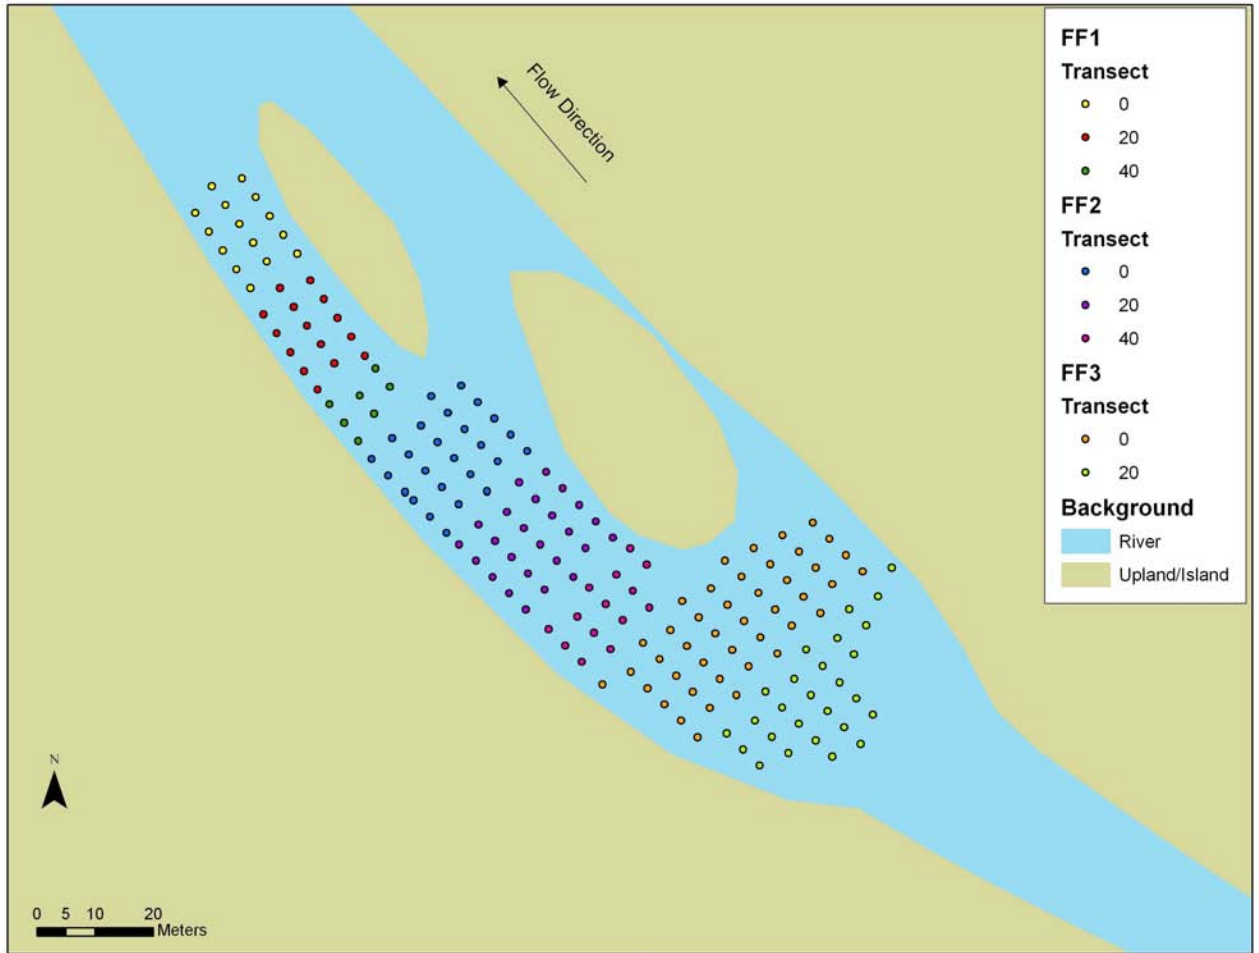 Flow Direction
FF1
Transect
0
20
40
FF2
Transect
0
20
40
FF3
Transect
0
20
Background
River
Upland/Island
N
0 5 10 20
Meters